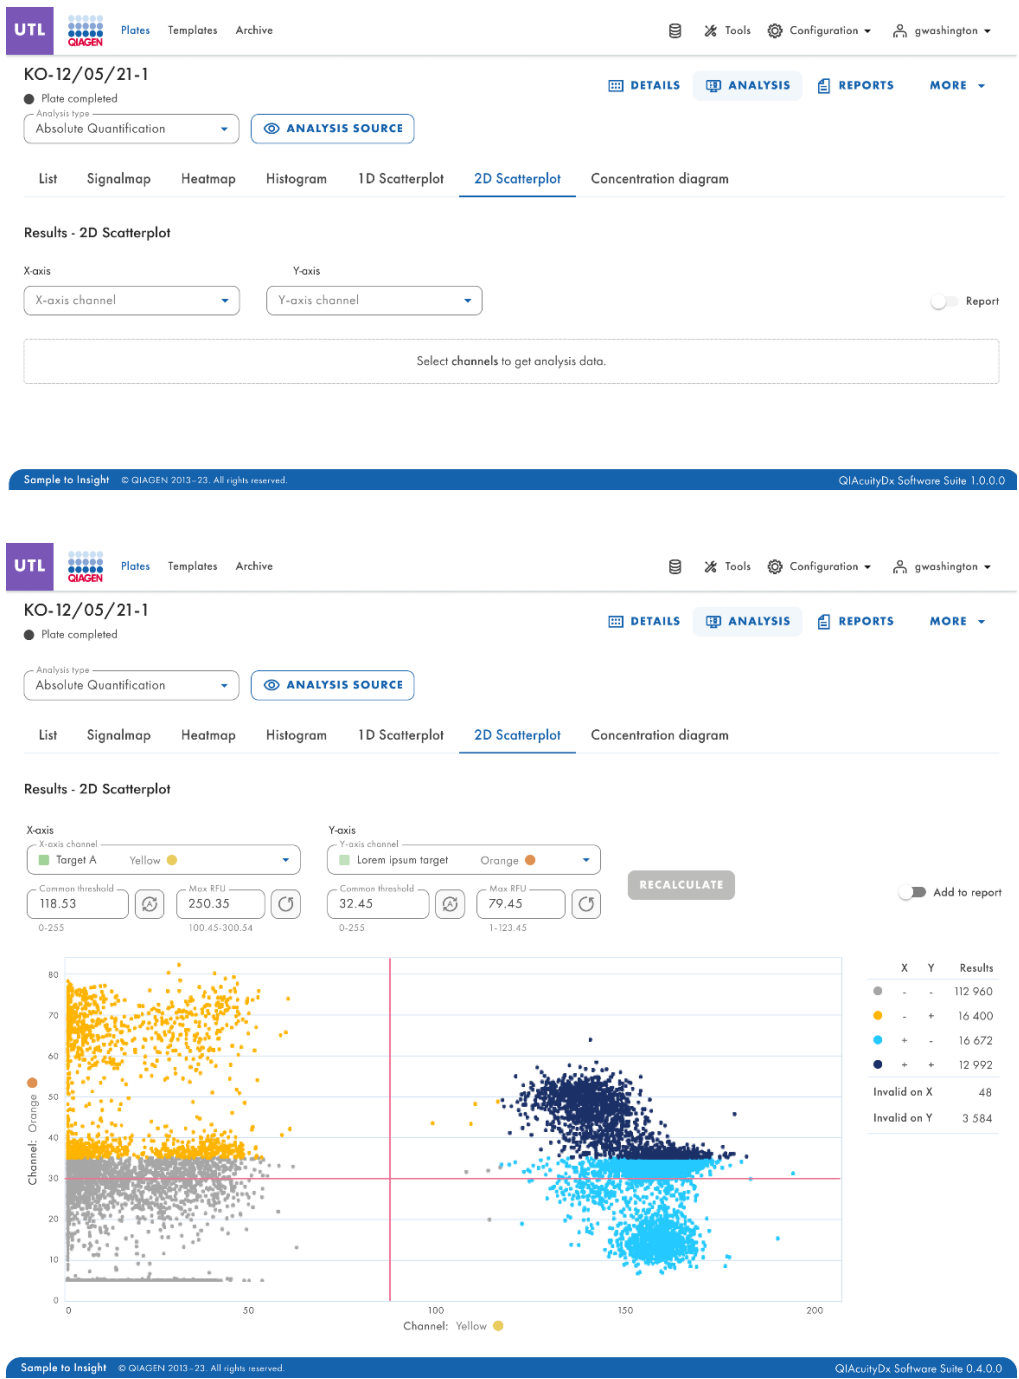 UTL QIAGEN Plates Templates Archive Tools Configuration gwashington
KO-12/05/21-1
DETAILS ANALYSIS REPORTS MORE
Plate completed
Analysis type
Absolute Quantification ANALYSIS SOURCE
List Signalmap Heatmap Histogram 1D Scatterplot 2D Scatterplot Concentration diagram
Results - 2D Scatterplot
X-axis Y-axis
X-axis channel Y-axis channel Report
Select channels to get analysis data.
Sample to Insight © QIAGEN 2013–23. All rights reserved. QIAcuityDx Software Suite 1.0.0.0
UTL QIAGEN Plates Templates Archive Tools Configuration gwashington
KO-12/05/21-1
DETAILS ANALYSIS REPORTS MORE
Plate completed
Analysis type
Absolute Quantification ANALYSIS SOURCE
List Signalmap Heatmap Histogram 1D Scatterplot 2D Scatterplot Concentration diagram
Results - 2D Scatterplot
X-axis Y-axis
X-axis channel Y-axis channel
Target A Yellow Lorem ipsum target Orange
RECALCULATE
Common threshold Max RFU Common threshold Max RFU
118.53 A 250.35 32.45 A 79.45
Add to report
0-255 100.45-300.54 0-255 1-123.45
X Y Results
- - 112 960
- + 16 400
+ - 16 672
+ + 12 992
Invalid on X 48
Invalid on Y 3 584
80
70
60
50
40
30
20
10
0
Channel: Orange
0 50 100 150 200
Channel: Yellow
Sample to Insight © QIAGEN 2013–23. All rights reserved. QIAcuityDx Software Suite 0.4.0.0